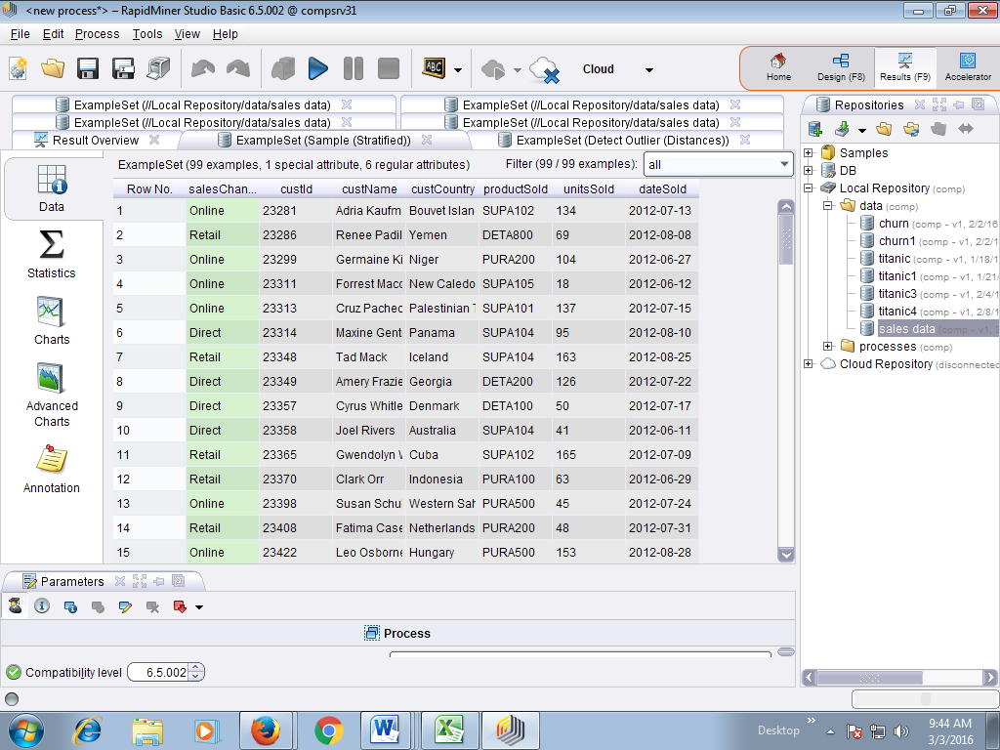 <new process*> – RapidMiner Studio Basic 6.5.002 @ compsrv31
File Edit Process Tools View Help
ABC Cloud Home Design (F8) Results (F9) Accelerator
ExampleSet (//Local Repository/data/sales data) ExampleSet (//Local Repository/data/sales data)
ExampleSet (//Local Repository/data/sales data) ExampleSet (//Local Repository/data/sales data)
Result Overview ExampleSet (Sample (Stratified)) ExampleSet (Detect Outlier (Distances))
ExampleSet (99 examples, 1 special attribute, 6 regular attributes) Filter (99 / 99 examples): all
Data
Statistics
Charts
Advanced
Charts
Annotation
Row No. salesChan... custId custName custCountry productSold unitsSold dateSold
1 Online 23281 Adria Kaufm Bouvet Islan SUPA102 134 2012-07-13
2 Retail 23286 Renee Padil Yemen DETA800 69 2012-08-08
3 Online 23299 Germaine Ki Niger PURA200 104 2012-06-27
4 Online 23311 Forrest Macc New Caledo SUPA105 18 2012-06-12
5 Online 23313 Cruz Pachec Palestinian T SUPA101 137 2012-07-15
6 Direct 23314 Maxine Gent Panama SUPA104 95 2012-08-10
7 Retail 23348 Tad Mack Iceland SUPA104 163 2012-08-25
8 Direct 23349 Amery Frazie Georgia DETA200 126 2012-07-22
9 Direct 23357 Cyrus Whitle Denmark DETA100 50 2012-07-17
10 Direct 23358 Joel Rivers Australia SUPA104 41 2012-06-11
11 Retail 23365 Gwendolyn W Cuba SUPA102 165 2012-07-09
12 Retail 23370 Clark Orr Indonesia PURA100 63 2012-06-29
13 Online 23398 Susan Schul Western Sah PURA500 45 2012-07-24
14 Retail 23408 Fatima Case Netherlands PURA200 48 2012-07-31
15 Online 23422 Leo Osborne Hungary PURA500 153 2012-08-28
Repositories
Samples
DB
Local Repository (comp)
data (comp)
churn (comp - v1, 2/2/16
churn1 (comp - v1, 2/2/1
titanic (comp - v1, 1/18/1
titanic1 (comp - v1, 1/21/
titanic3 (comp - v1, 2/4/1
titanic4 (comp - v1, 2/8/1
sales data (comp - v1,
processes (comp)
Cloud Repository (disconnected
Parameters
Process
Compatibility level 6.5.002
Desktop
9:44 AM
3/3/2016